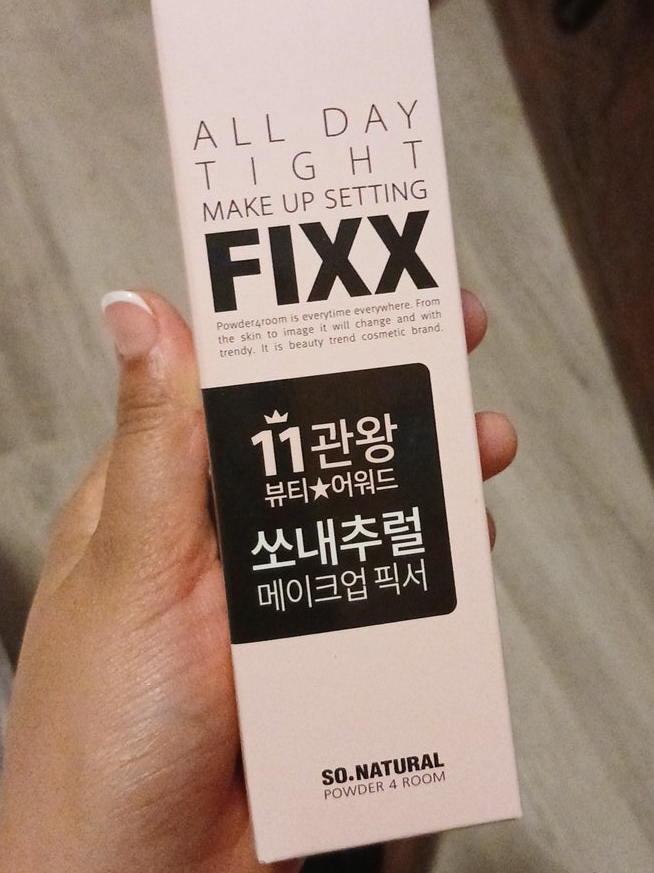 ALL DAY
TIGHT
MAKE UP SETTING
FIXX
Powder4room is everytime everywhere. From
the skin to image it will change and with
trendy. It is beauty trend cosmetic brand.
11관왕
뷰티★어워드
쏘내추럴
메이크업 픽서
SO.NATURAL
POWDER 4 ROOM